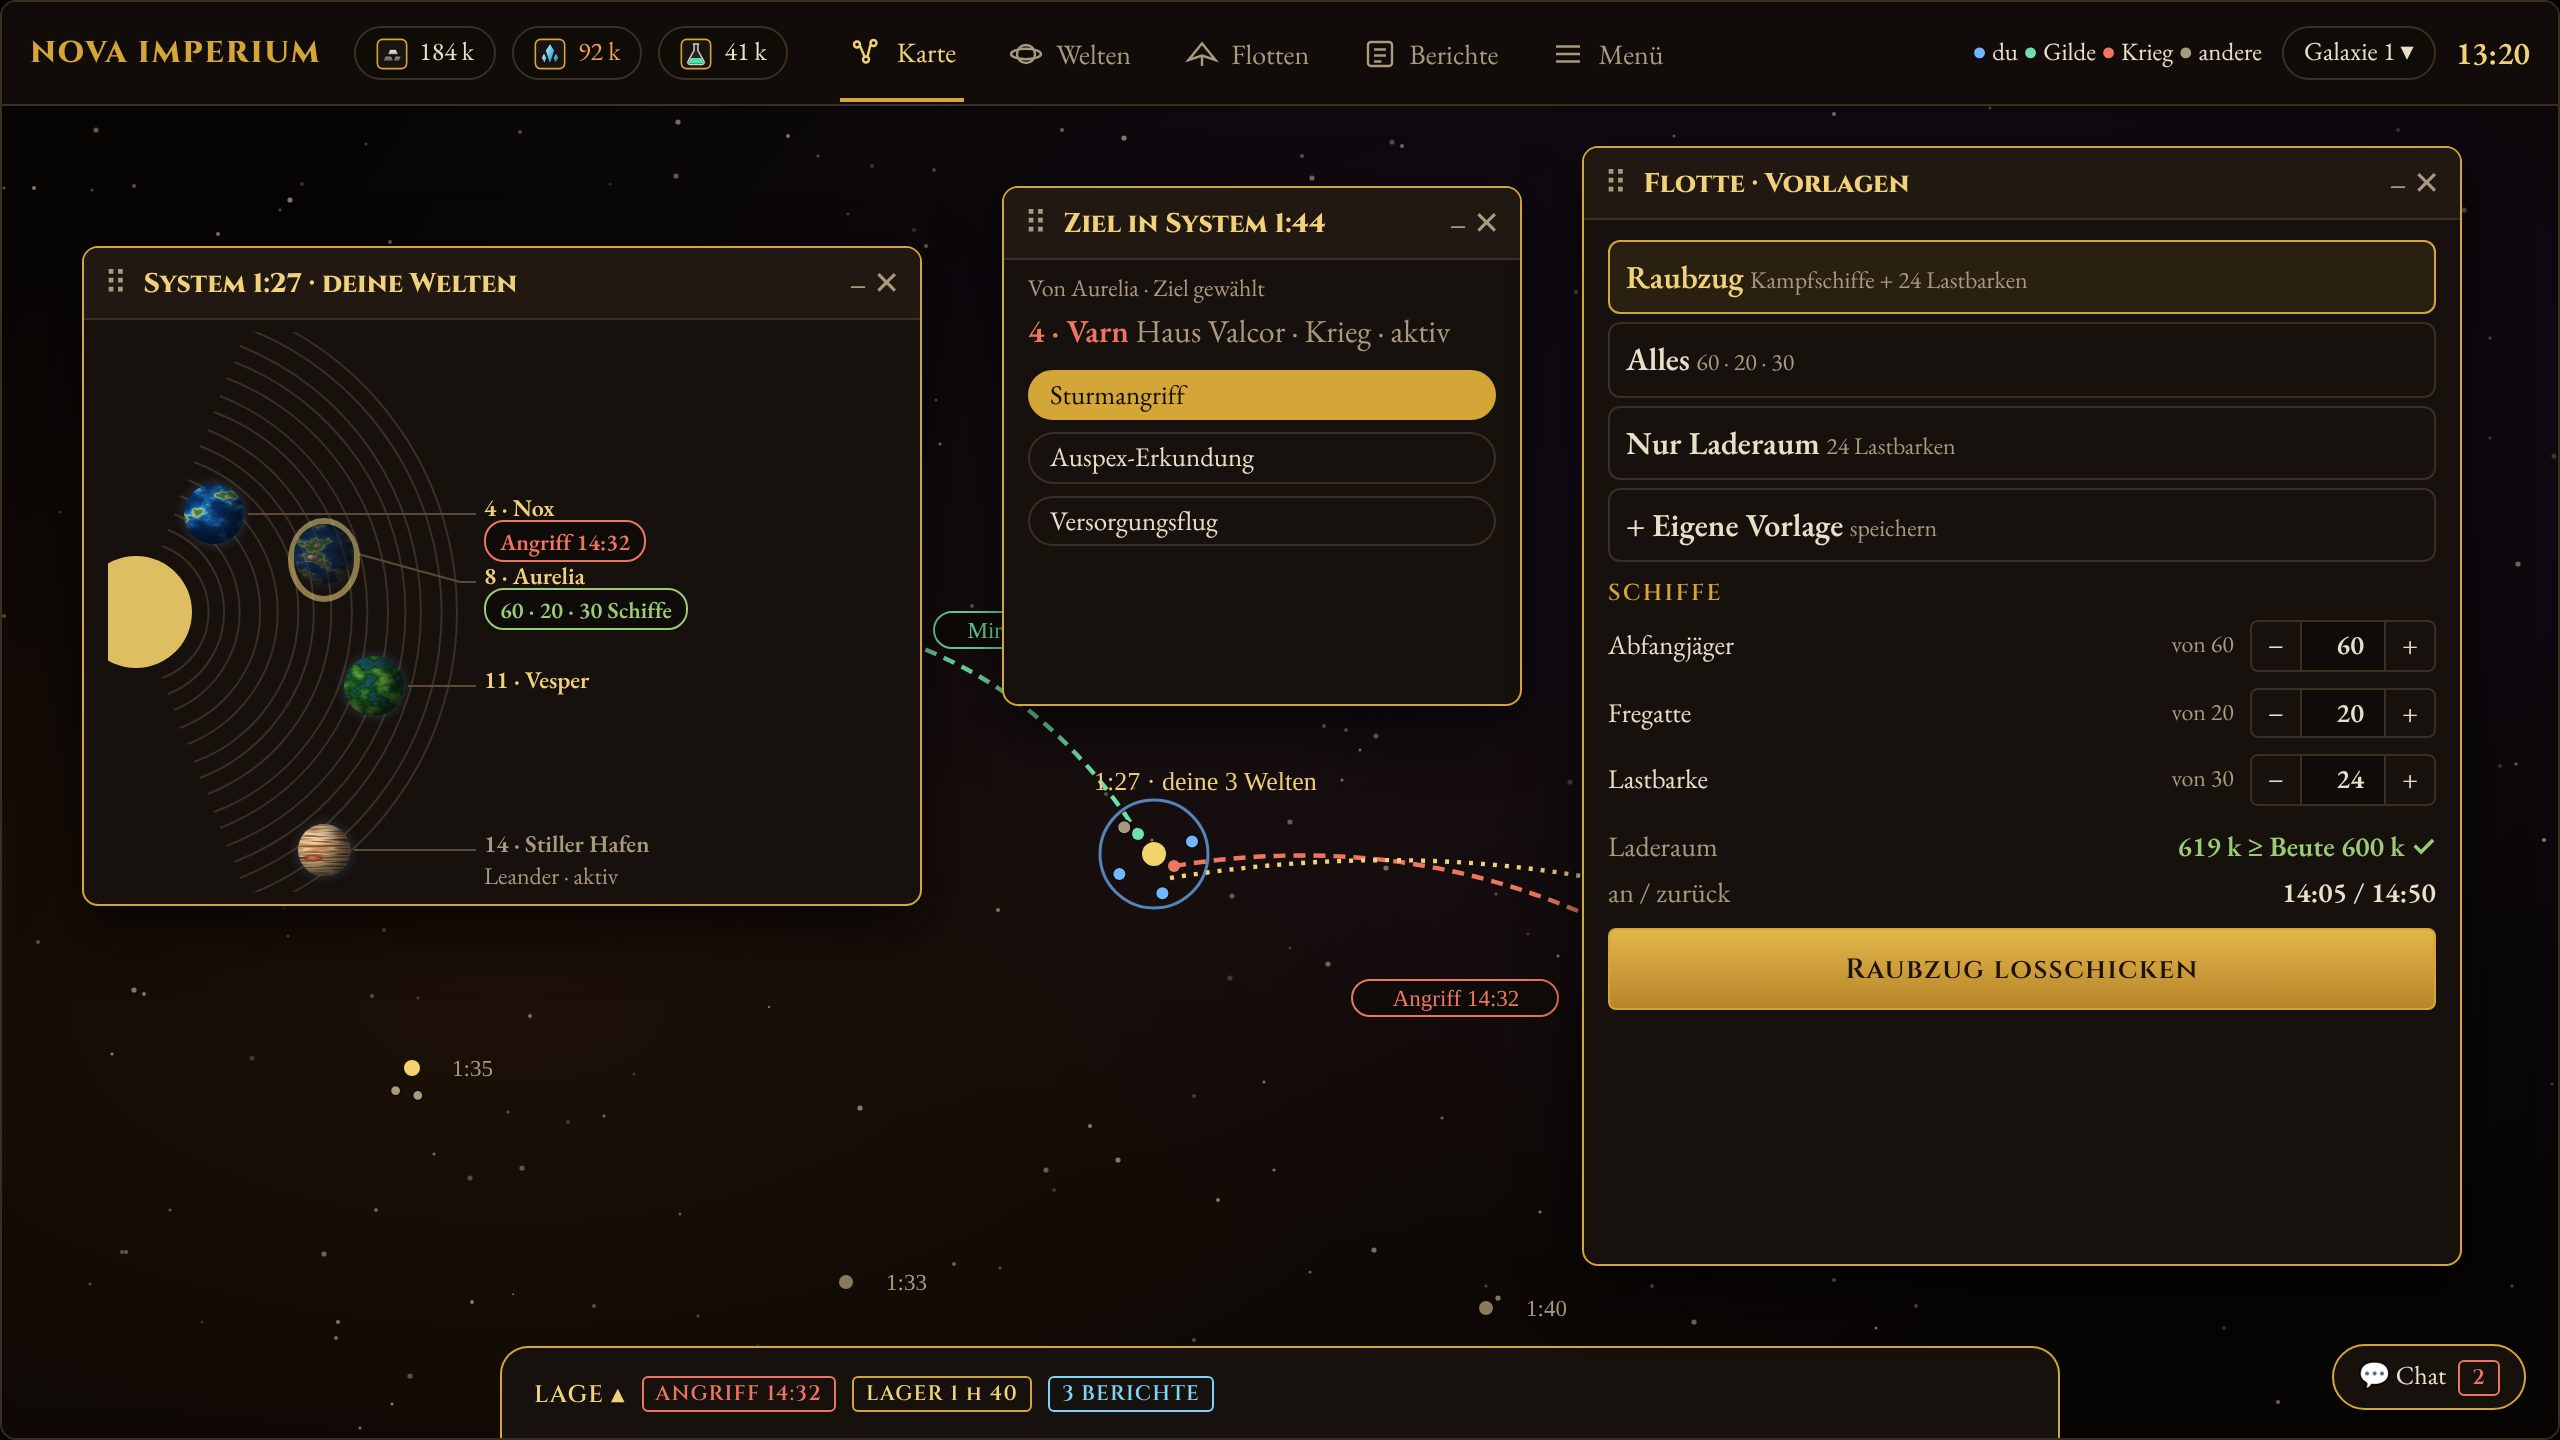 NOVA IMPERIUM 184 k 92 k 41 k Karte Welten Flotten Berichte Menü du Gilde Krieg andere Galaxie 1 ▼ 13:20
System 1:27 · deine Welten – ✕
4 · Nox
Angriff 14:32
8 · Aurelia
60 · 20 · 30 Schiffe
11 · Vesper
14 · Stiller Hafen
Leander · aktiv
Ziel in System 1:44 – ✕
Von Aurelia · Ziel gewählt
4 · Varn Haus Valcor · Krieg · aktiv
Sturmangriff
Auspex-Erkundung
Versorgungsflug
Flotte · Vorlagen – ✕
Raubzug Kampfschiffe + 24 Lastbarken
Alles 60 · 20 · 30
Nur Laderaum 24 Lastbarken
+ Eigene Vorlage speichern
SCHIFFE
Abfangjäger von 60 − 60 +
Fregatte von 20 − 20 +
Lastbarke von 30 − 24 +
Laderaum 619 k ≥ Beute 600 k ✓
an / zurück 14:05 / 14:50
Raubzug losschicken
1:27 · deine 3 Welten
Angriff 14:32
1:35
1:33
1:40
LAGE ▴ ANGRIFF 14:32 LAGER 1 H 40 3 BERICHTE
Chat 2